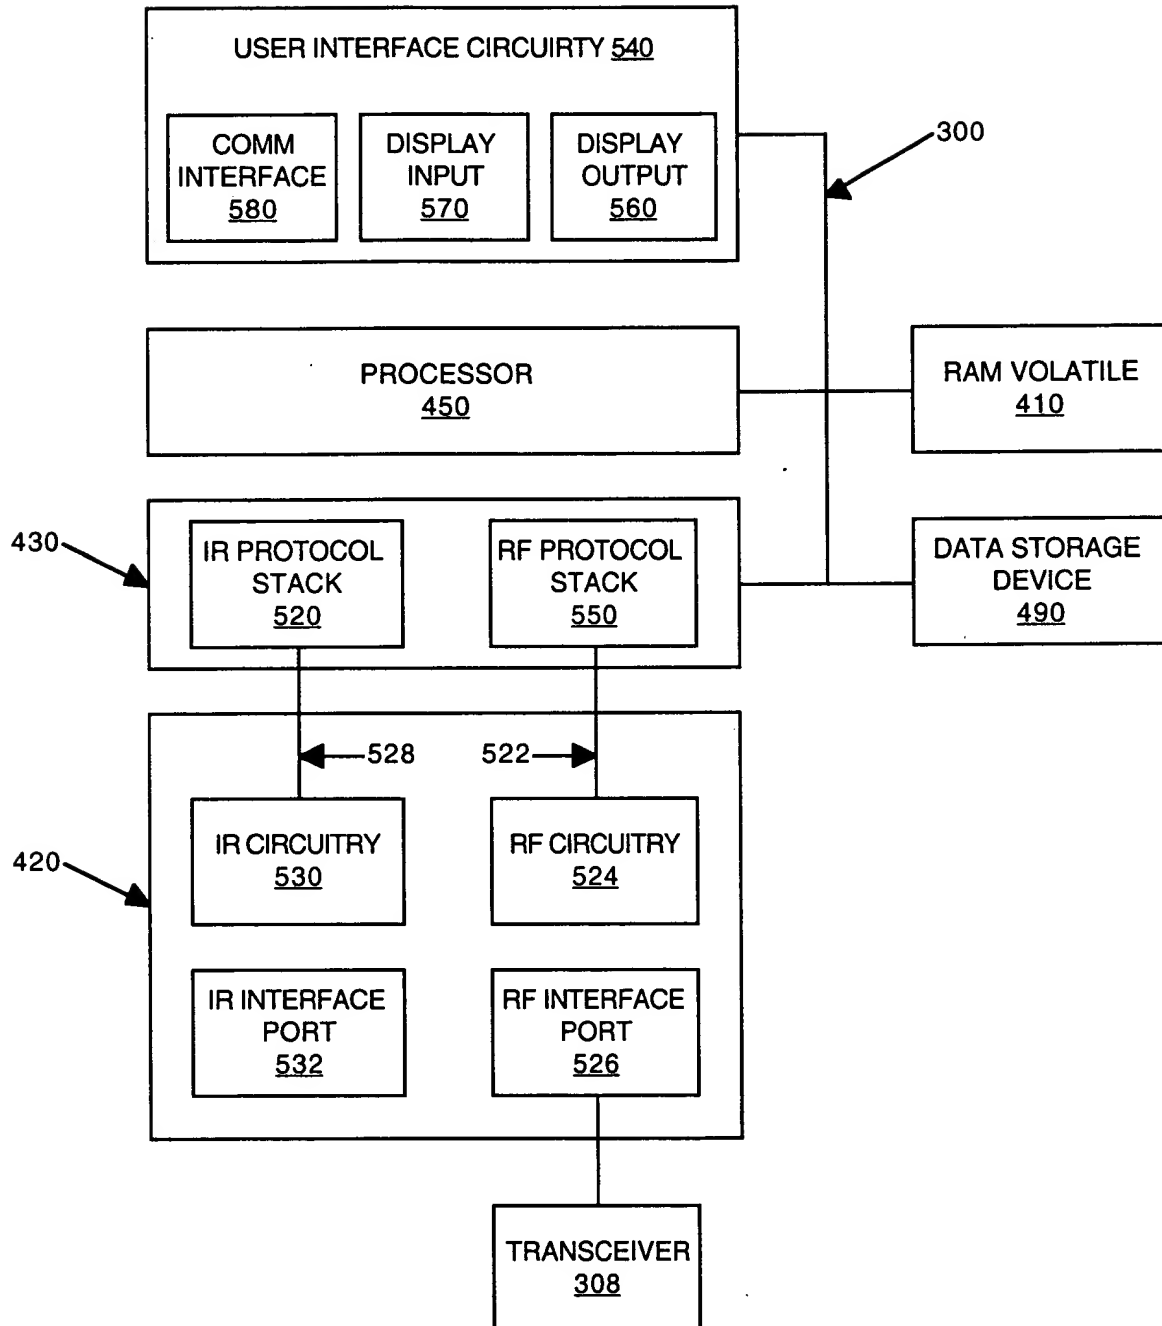 USER INTERFACE CIRCUIRTY 540
COMM
INTERFACE
580
DISPLAY
INPUT
570
DISPLAY
OUTPUT
560
300
PROCESSOR
450
RAM VOLATILE
410
430
IR PROTOCOL
STACK
520
RF PROTOCOL
STACK
550
DATA STORAGE
DEVICE
490
528
522
420
IR CIRCUITRY
530
RF CIRCUITRY
524
IR INTERFACE
PORT
532
RF INTERFACE
PORT
526
TRANSCEIVER
308